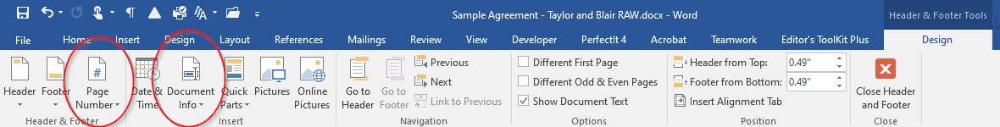 Sample Agreement - Taylor and Blair RAW.docx - Word
Header & Footer Tools
File Home Insert Design Layout References Mailings Review View Developer PerfectIt 4 Acrobat Teamwork Editor's ToolKit Plus Design
Header
Footer
Page
Number
Date &
Time
Document
Info
Quick
Parts
Pictures
Online
Pictures
Go to
Header
Go to
Footer
Previous
Next
Link to Previous
Different First Page
Different Odd & Even Pages
Show Document Text
Header from Top: 0.49"
Footer from Bottom: 0.49"
Insert Alignment Tab
Close Header
and Footer
Header & Footer Insert Navigation Options Position Close